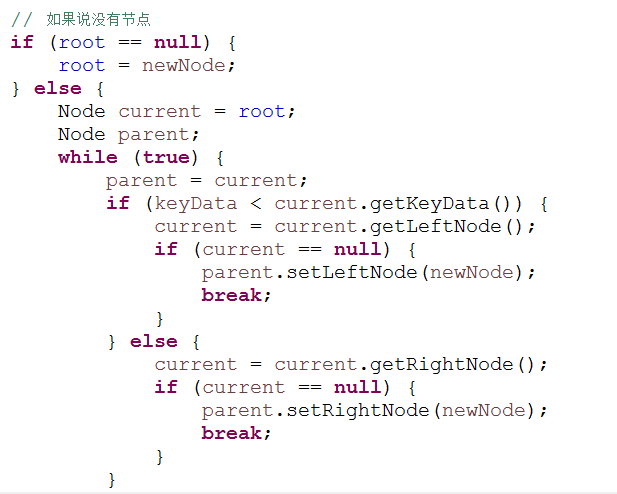 // 如果说没有节点
if (root == null) {
    root = newNode;
} else {
    Node current = root;
    Node parent;
    while (true) {
        parent = current;
        if (keyData < current.getKeyData()) {
            current = current.getLeftNode();
            if (current == null) {
                parent.setLeftNode(newNode);
                break;
            }
        } else {
            current = current.getRightNode();
            if (current == null) {
                parent.setRightNode(newNode);
                break;
            }
        }